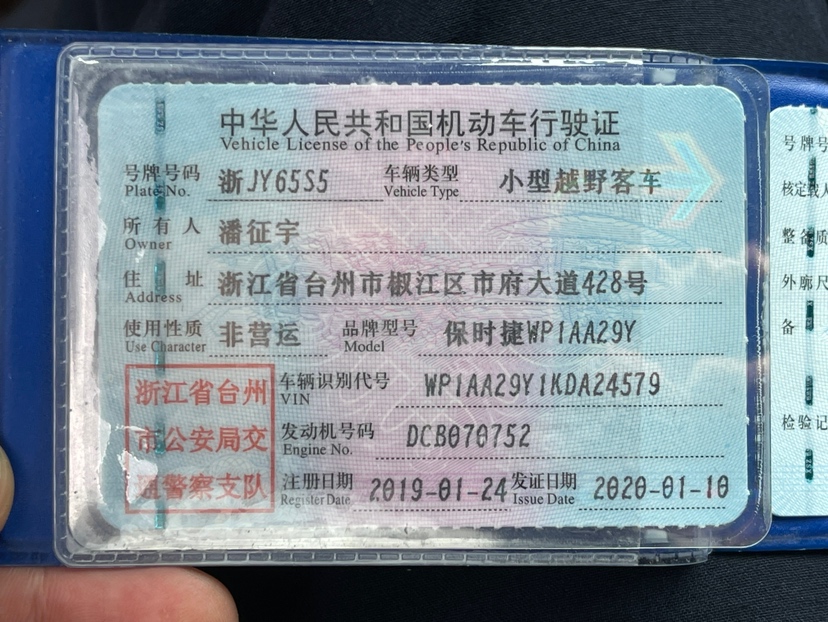 中华人民共和国机动车行驶证
Vehicle License of the People's Republic of China
号牌号码 浙JY65S5 车辆类型 小型越野客车
Plate No. Vehicle Type
所有人 潘征宇
Owner
住址 浙江省台州市椒江区市府大道428号
Address
使用性质 非营运 品牌型号 保时捷WP1AA29Y
Use Character Model
浙江省台州
市公安局交
通警察支队
车辆识别代号 WP1AA29Y1KDA24579
VIN
发动机号码 DCB070752
Engine No.
注册日期 2019-01-24 发证日期 2020-01-10
Register Date Issue Date
号牌号
核定载人
整备质
外廓尺
备
检验记